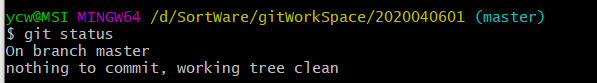 ycw@MSI MINGW64 /d/SortWare/gitWorkSpace/2020040601 (master)
$ git status
On branch master
nothing to commit, working tree clean